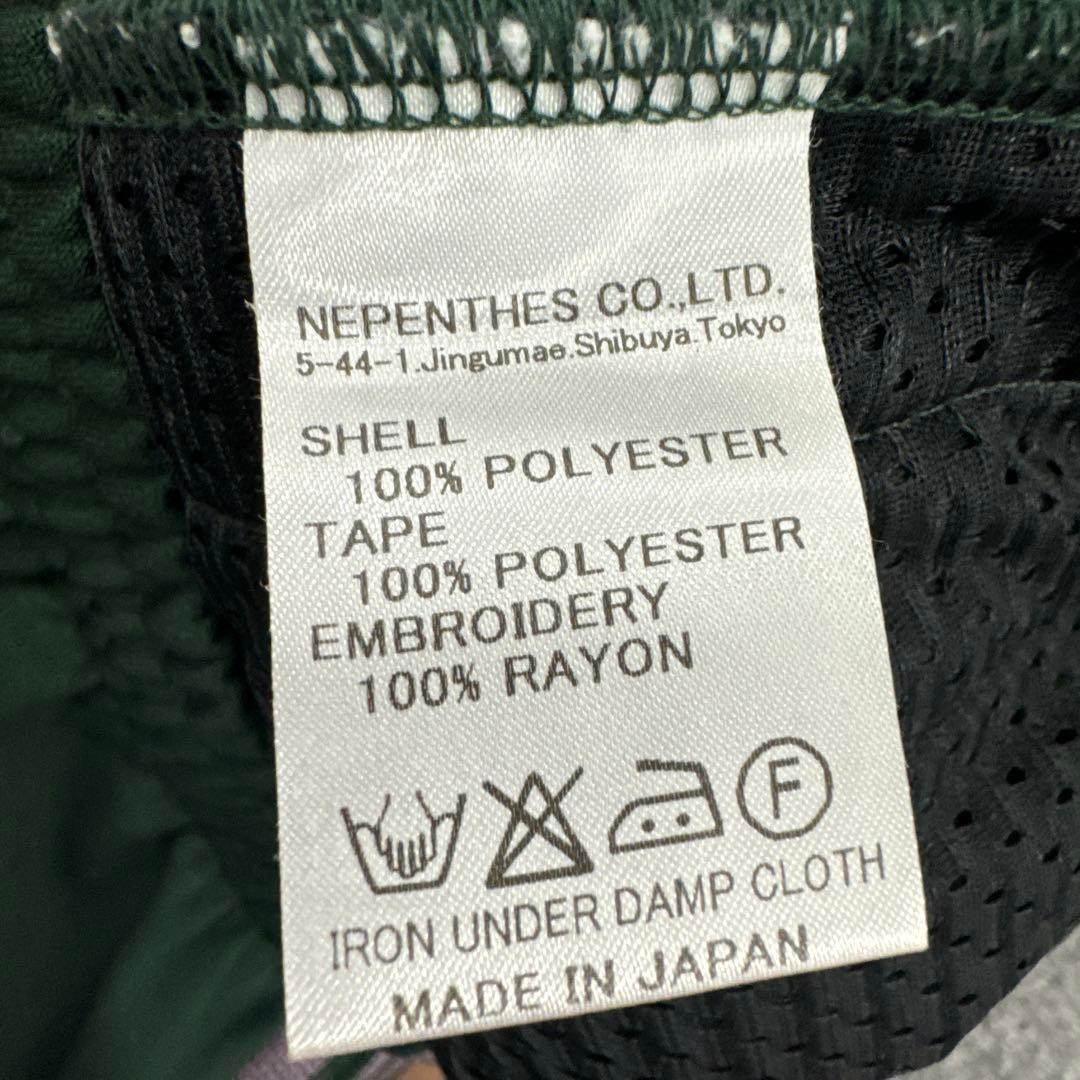 NEPENTHES CO.,LTD.
5-44-1.Jingumae.Shibuya.Tokyo
SHELL
100% POLYESTER
TAPE
100% POLYESTER
EMBROIDERY
100% RAYON
F
IRON UNDER DAMP CLOTH
MADE IN JAPAN